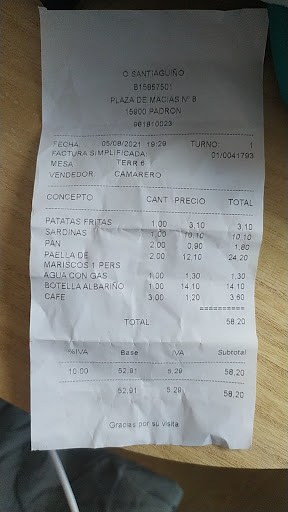 O SANTIAGUIÑO
B15857501
PLAZA DE MACIAS Nº 8
15900 PADRON
981810023
FECHA: 05/08/2021 19:29 TURNO: 1
FACTURA SIMPLIFICADA: 01/0041793
MESA: TERR 6
VENDEDOR: CAMARERO
CONCEPTO CANT PRECIO TOTAL
PATATAS FRITAS 1,00 3,10 3,10
SARDINAS 1,00 10,10 10,10
PAN 2,00 0,90 1,80
PAELLA DE 2,00 12,10 24,20
MARISCOS 1 PERS
AGUA CON GAS 1,00 1,30 1,30
BOTELLA ALBARIÑO 1,00 14,10 14,10
CAFE 3,00 1,20 3,60
==========
TOTAL 58,20
%IVA Base IVA Subtotal
10,00 52,91 5,29 58,20
52,91 5,29 58,20
Gracias por su visita